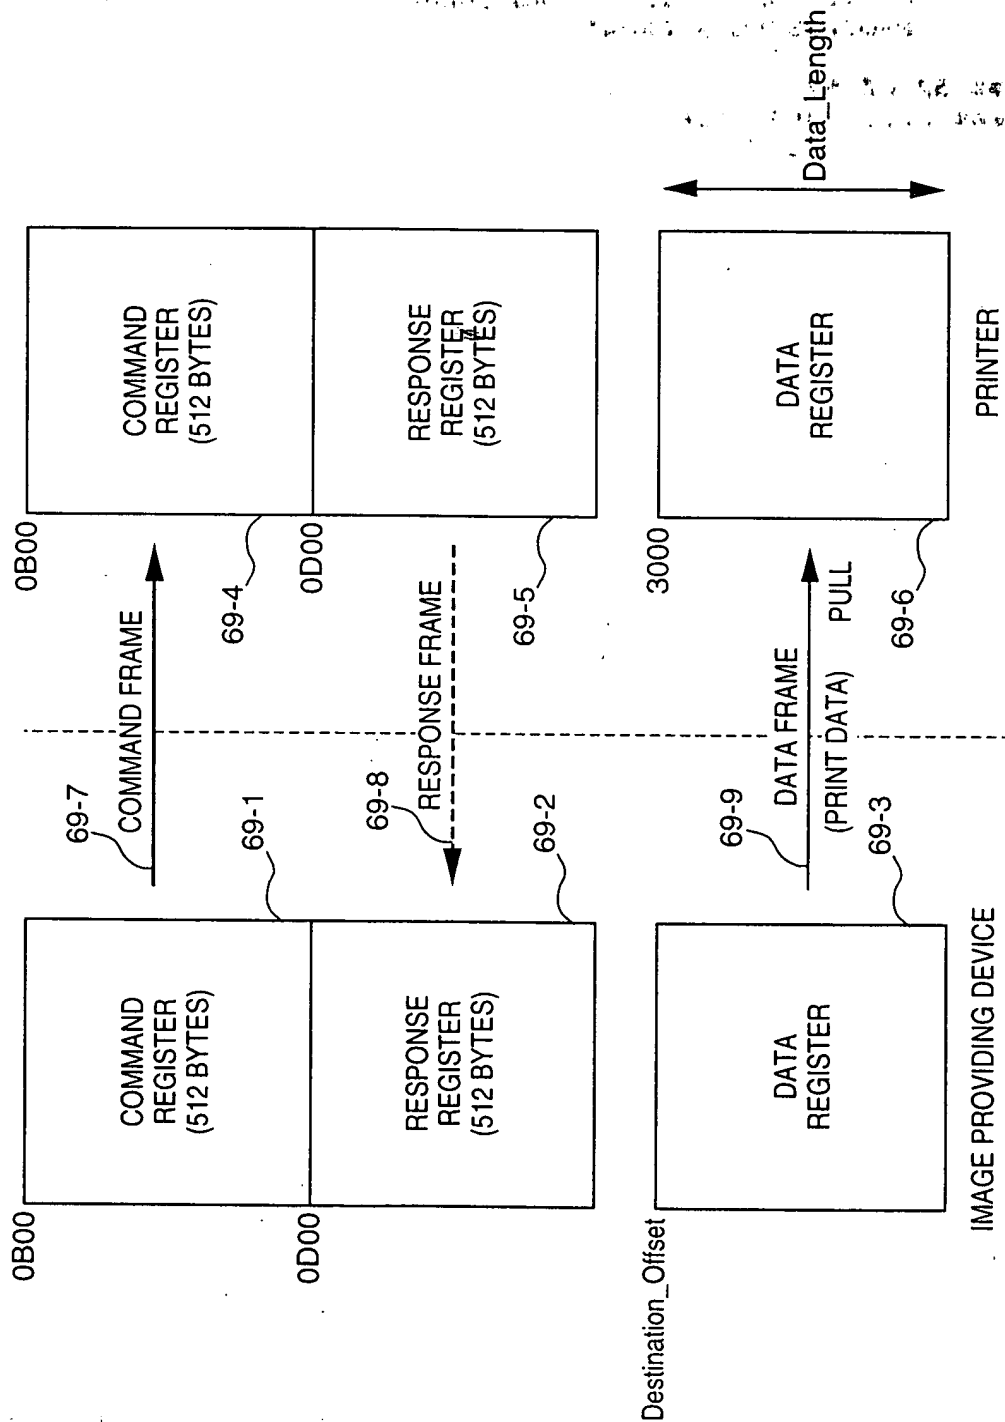 0B00
COMMAND
REGISTER
(512 BYTES)
69-1
0D00
RESPONSE
REGISTER
(512 BYTES)
69-2
Destination_Offset
DATA
REGISTER
69-3
IMAGE PROVIDING DEVICE
69-7
COMMAND FRAME
69-8
RESPONSE FRAME
69-9
DATA FRAME
(PRINT DATA)
PULL
0B00
COMMAND
REGISTER
(512 BYTES)
69-4
0D00
RESPONSE
REGISTER
(512 BYTES)
69-5
3000
DATA
REGISTER
69-6
Data_Length
PRINTER